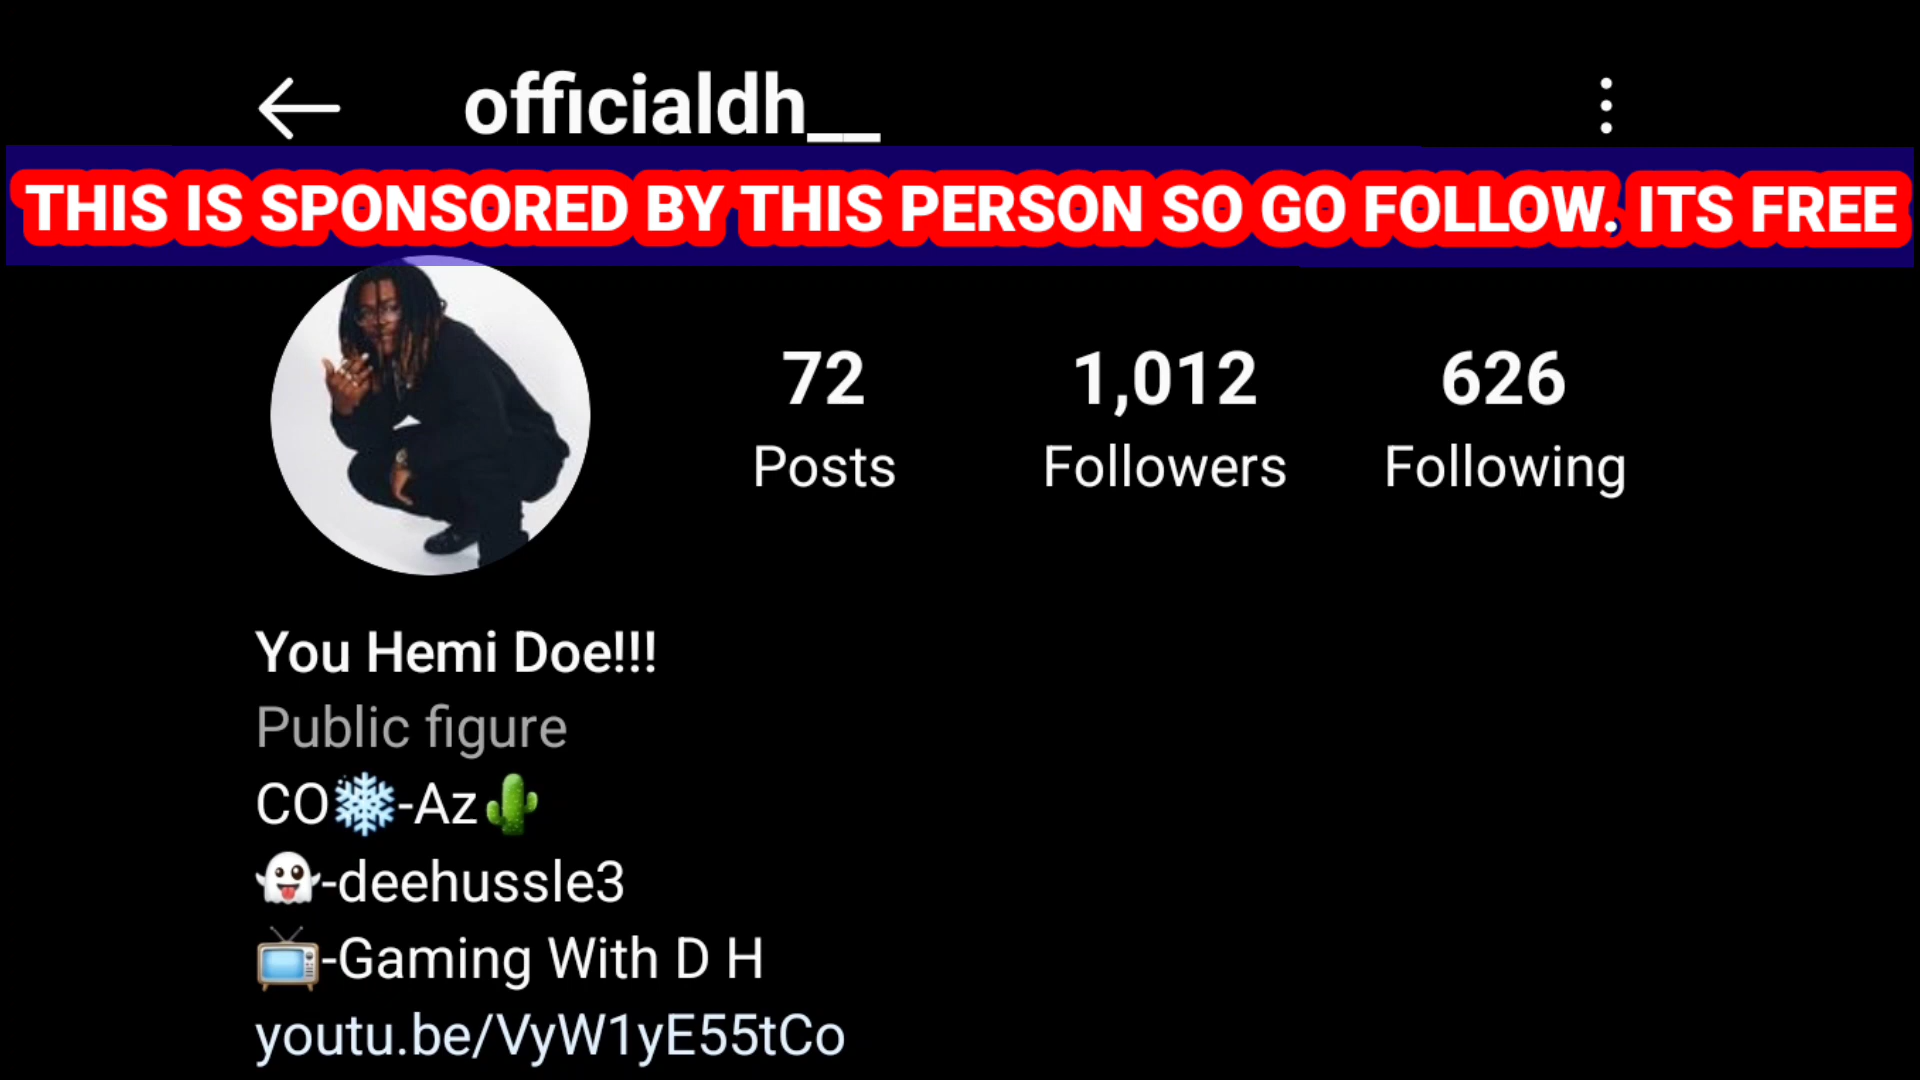 officialdh__
THIS IS SPONSORED BY THIS PERSON SO GO FOLLOW. ITS FREE
72 1,012 626
Posts Followers Following
You Hemi Doe!!!
Public figure
CO❄️-Az🌵
👻-deehussle3
📺-Gaming With D H
youtu.be/VyW1yE55tCo